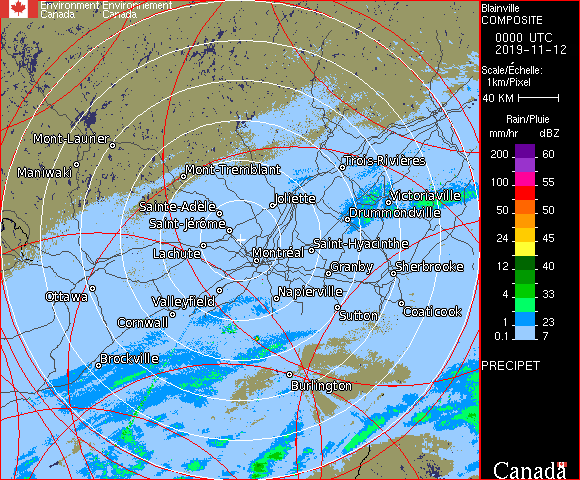 Environment Environnement
Canada Canada
Mont-Laurier
Maniwaki
Mont-Tremblant
Trois-Rivières
Joliette
Victoriaville
Sainte-Adèle
Drummondville
Saint-Jérôme
Lachute
Saint-Hyacinthe
Montréal
Granby
Sherbrooke
Ottawa
Valleyfield
Napierville
Cornwall
Sutton
Coaticook
Brockville
Burlington
Blainville
COMPOSITE
0000 UTC
2019-11-12
Scale/Échelle:
1km/Pixel
40 KM
Rain/Pluie
mm/hr dBZ
200 60
100 55
50 50
24 45
12 40
4 33
1 23
0.1 7
PRECIPET
Canada